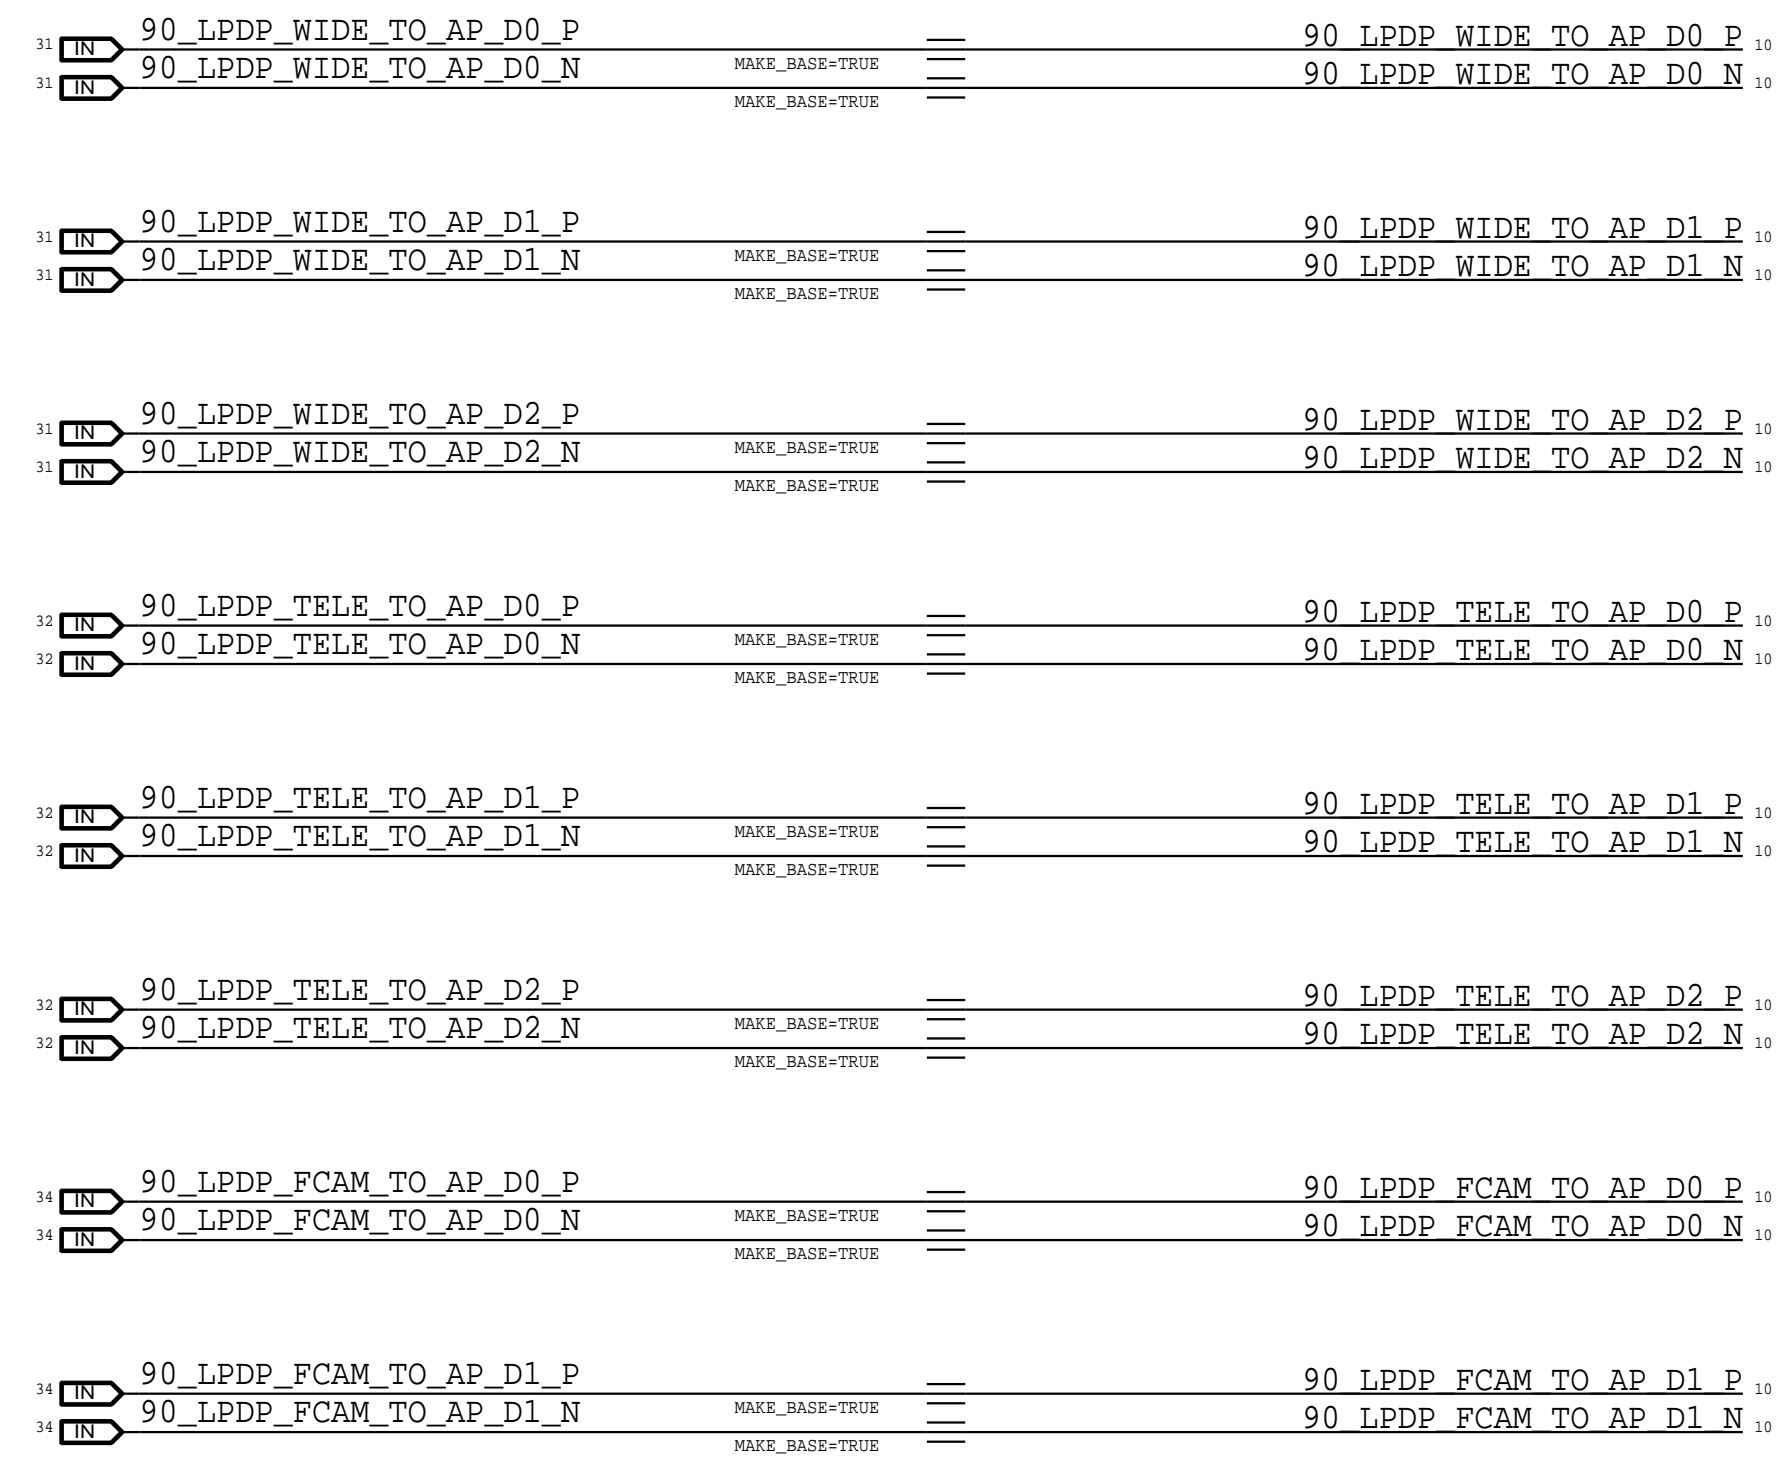 31 IN 90_LPDP_WIDE_TO_AP_D0_P MAKE_BASE=TRUE 90_LPDP_WIDE_TO_AP_D0_P 10
31 IN 90_LPDP_WIDE_TO_AP_D0_N MAKE_BASE=TRUE 90_LPDP_WIDE_TO_AP_D0_N 10
31 IN 90_LPDP_WIDE_TO_AP_D1_P MAKE_BASE=TRUE 90_LPDP_WIDE_TO_AP_D1_P 10
31 IN 90_LPDP_WIDE_TO_AP_D1_N MAKE_BASE=TRUE 90_LPDP_WIDE_TO_AP_D1_N 10
31 IN 90_LPDP_WIDE_TO_AP_D2_P MAKE_BASE=TRUE 90_LPDP_WIDE_TO_AP_D2_P 10
31 IN 90_LPDP_WIDE_TO_AP_D2_N MAKE_BASE=TRUE 90_LPDP_WIDE_TO_AP_D2_N 10
32 IN 90_LPDP_TELE_TO_AP_D0_P MAKE_BASE=TRUE 90_LPDP_TELE_TO_AP_D0_P 10
32 IN 90_LPDP_TELE_TO_AP_D0_N MAKE_BASE=TRUE 90_LPDP_TELE_TO_AP_D0_N 10
32 IN 90_LPDP_TELE_TO_AP_D1_P MAKE_BASE=TRUE 90_LPDP_TELE_TO_AP_D1_P 10
32 IN 90_LPDP_TELE_TO_AP_D1_N MAKE_BASE=TRUE 90_LPDP_TELE_TO_AP_D1_N 10
32 IN 90_LPDP_TELE_TO_AP_D2_P MAKE_BASE=TRUE 90_LPDP_TELE_TO_AP_D2_P 10
32 IN 90_LPDP_TELE_TO_AP_D2_N MAKE_BASE=TRUE 90_LPDP_TELE_TO_AP_D2_N 10
34 IN 90_LPDP_FCAM_TO_AP_D0_P MAKE_BASE=TRUE 90_LPDP_FCAM_TO_AP_D0_P 10
34 IN 90_LPDP_FCAM_TO_AP_D0_N MAKE_BASE=TRUE 90_LPDP_FCAM_TO_AP_D0_N 10
34 IN 90_LPDP_FCAM_TO_AP_D1_P MAKE_BASE=TRUE 90_LPDP_FCAM_TO_AP_D1_P 10
34 IN 90_LPDP_FCAM_TO_AP_D1_N MAKE_BASE=TRUE 90_LPDP_FCAM_TO_AP_D1_N 10